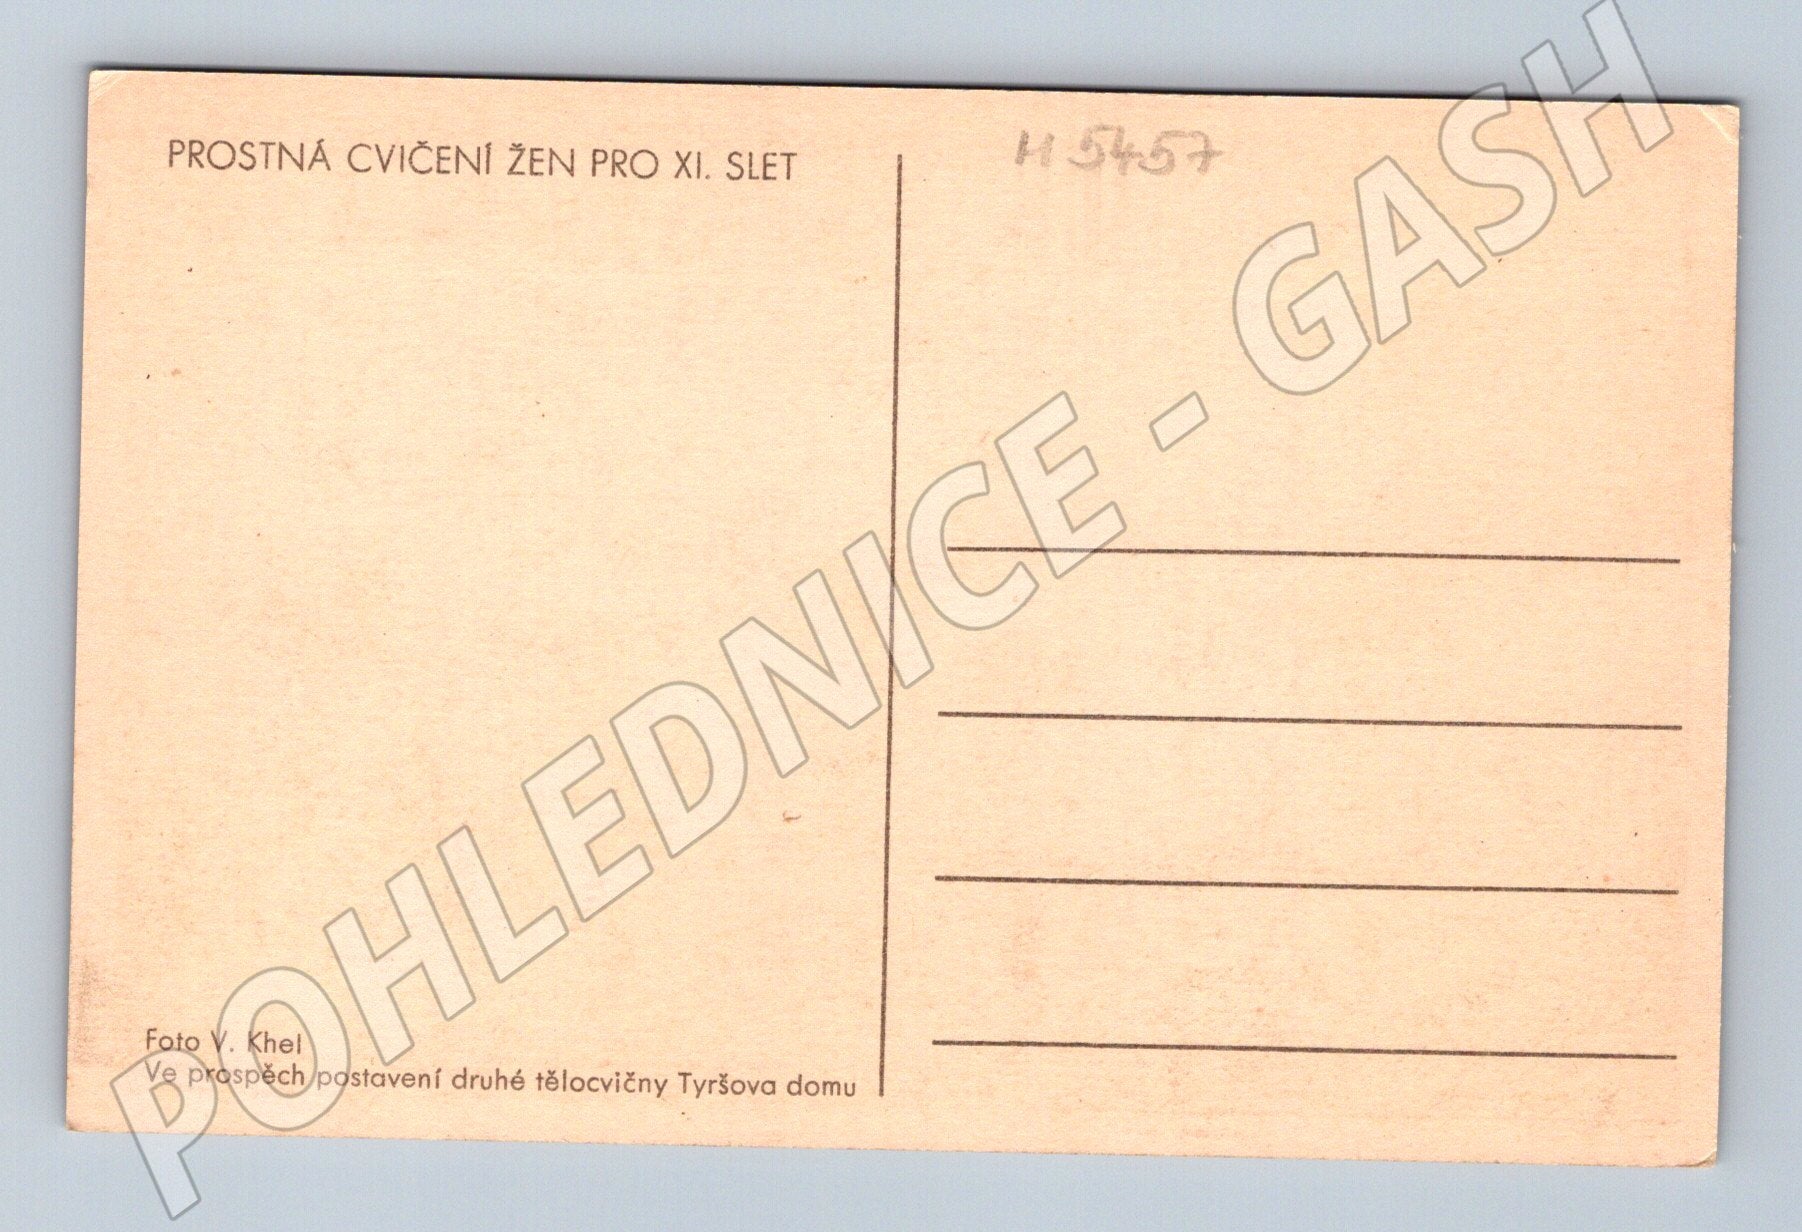 PROSTNÁ CVIČENÍ ŽEN PRO XI. SLET
H 5457
POHLEDNICE - GASH
Foto V. Khel
Ve prospěch postavení druhé tělocvičny Tyršova domu